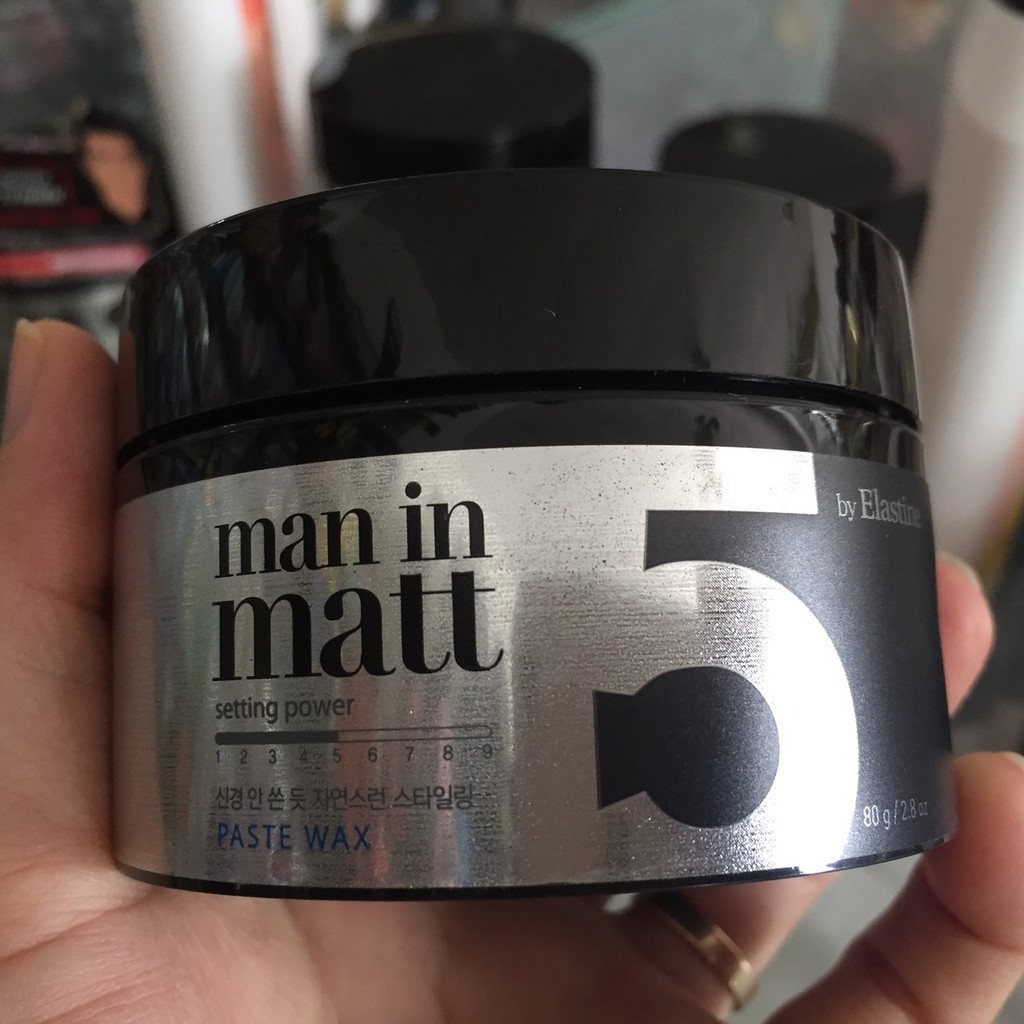 man in
matt
setting power
1 2 3 4 5 6 7 8 9
신경 안 쓴 듯 자연스런 스타일링
PASTE WAX
5
by Elastine
80 g / 2.8 oz